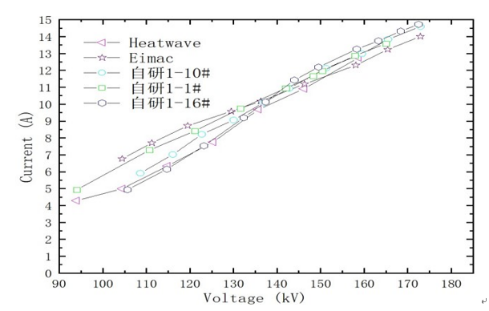 15
14
13
12
11
10
9
8
7
6
5
4
3
2
1
0
Current (A)
Heatwave
Eimac
自研1-10#
自研1-1#
自研1-16#
90 100 110 120 130 140 150 160 170 180
Voltage (kV)